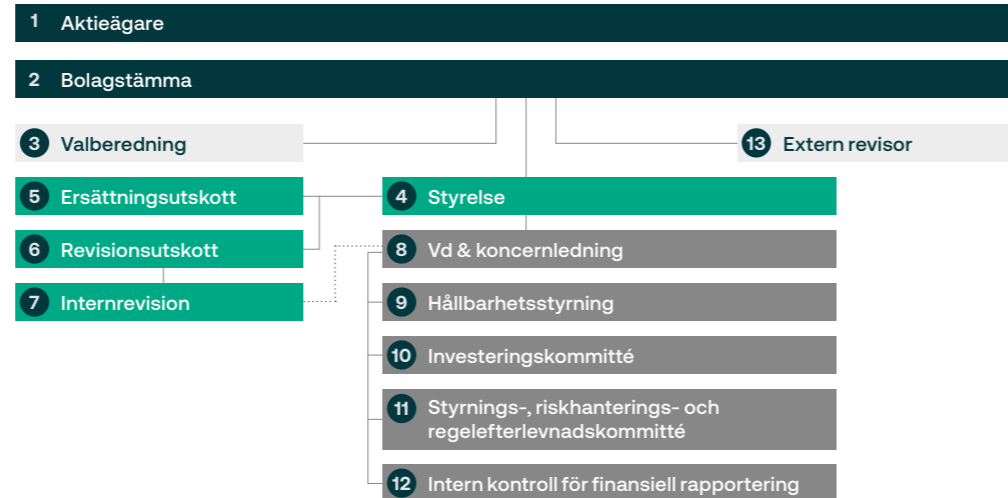 1 Aktieägare
2 Bolagstämma
3 Valberedning
13 Extern revisor
5 Ersättningsutskott
4 Styrelse
6 Revisionsutskott
8 Vd & koncernledning
7 Internrevision
9 Hållbarhetsstyrning
10 Investeringskommitté
11 Styrnings-, riskhanterings- och
regelefterlevnadskommitté
12 Intern kontroll för finansiell rapportering